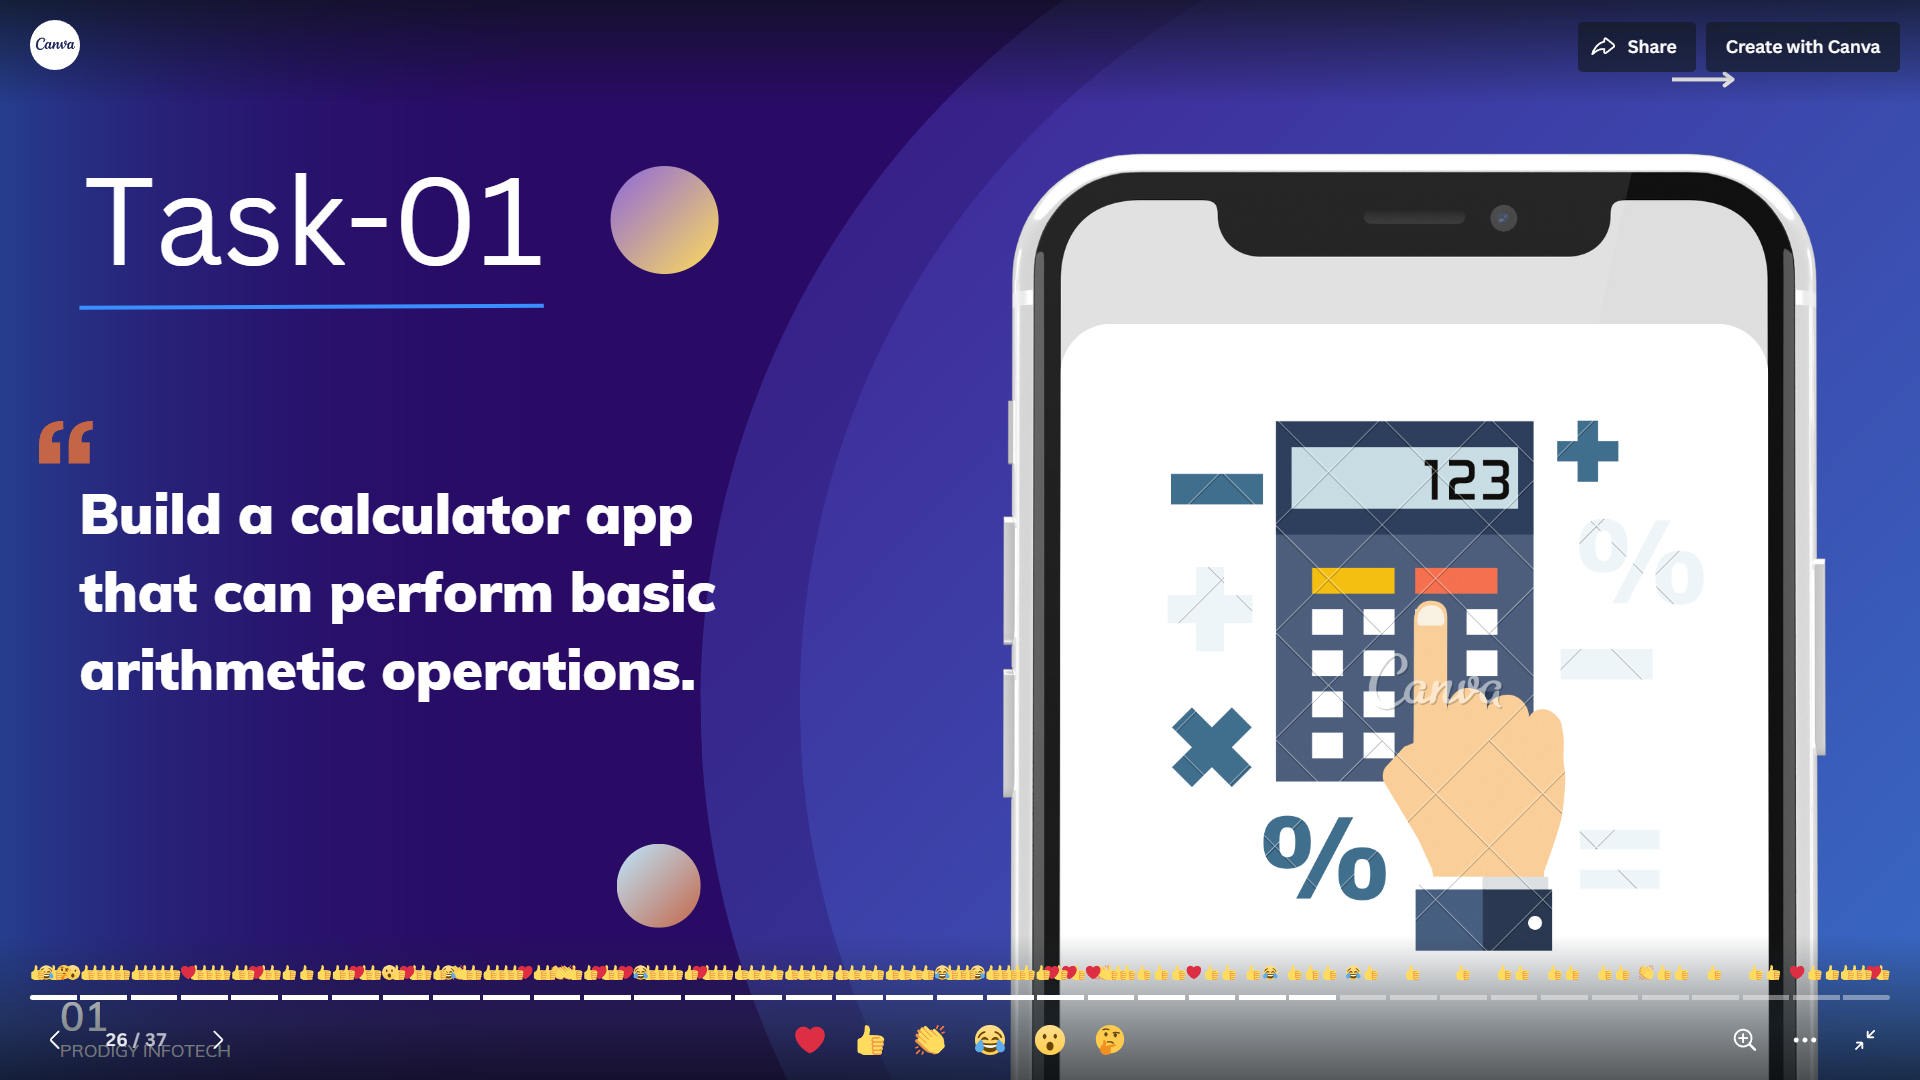 Canva
Share
Create with Canva
Task-01
“
Build a calculator app
that can perform basic
arithmetic operations.
123
+
%
Canva
%
01
26 / 37
PRODIGY INFOTECH